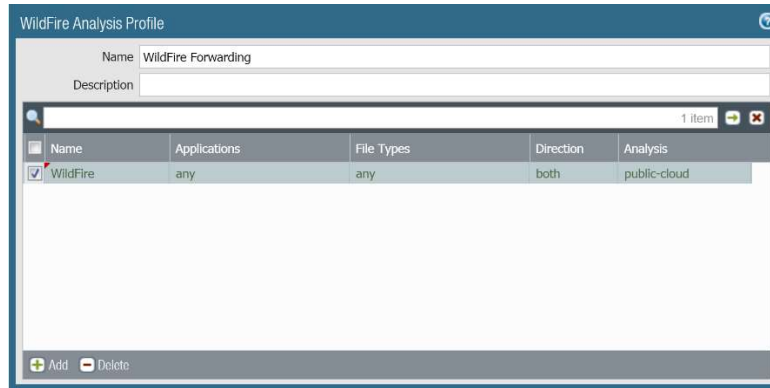 WildFire Analysis Profile
Name WildFire Forwarding
Description
1 item
Name Applications File Types Direction Analysis
WildFire any any both public-cloud
Add Delete